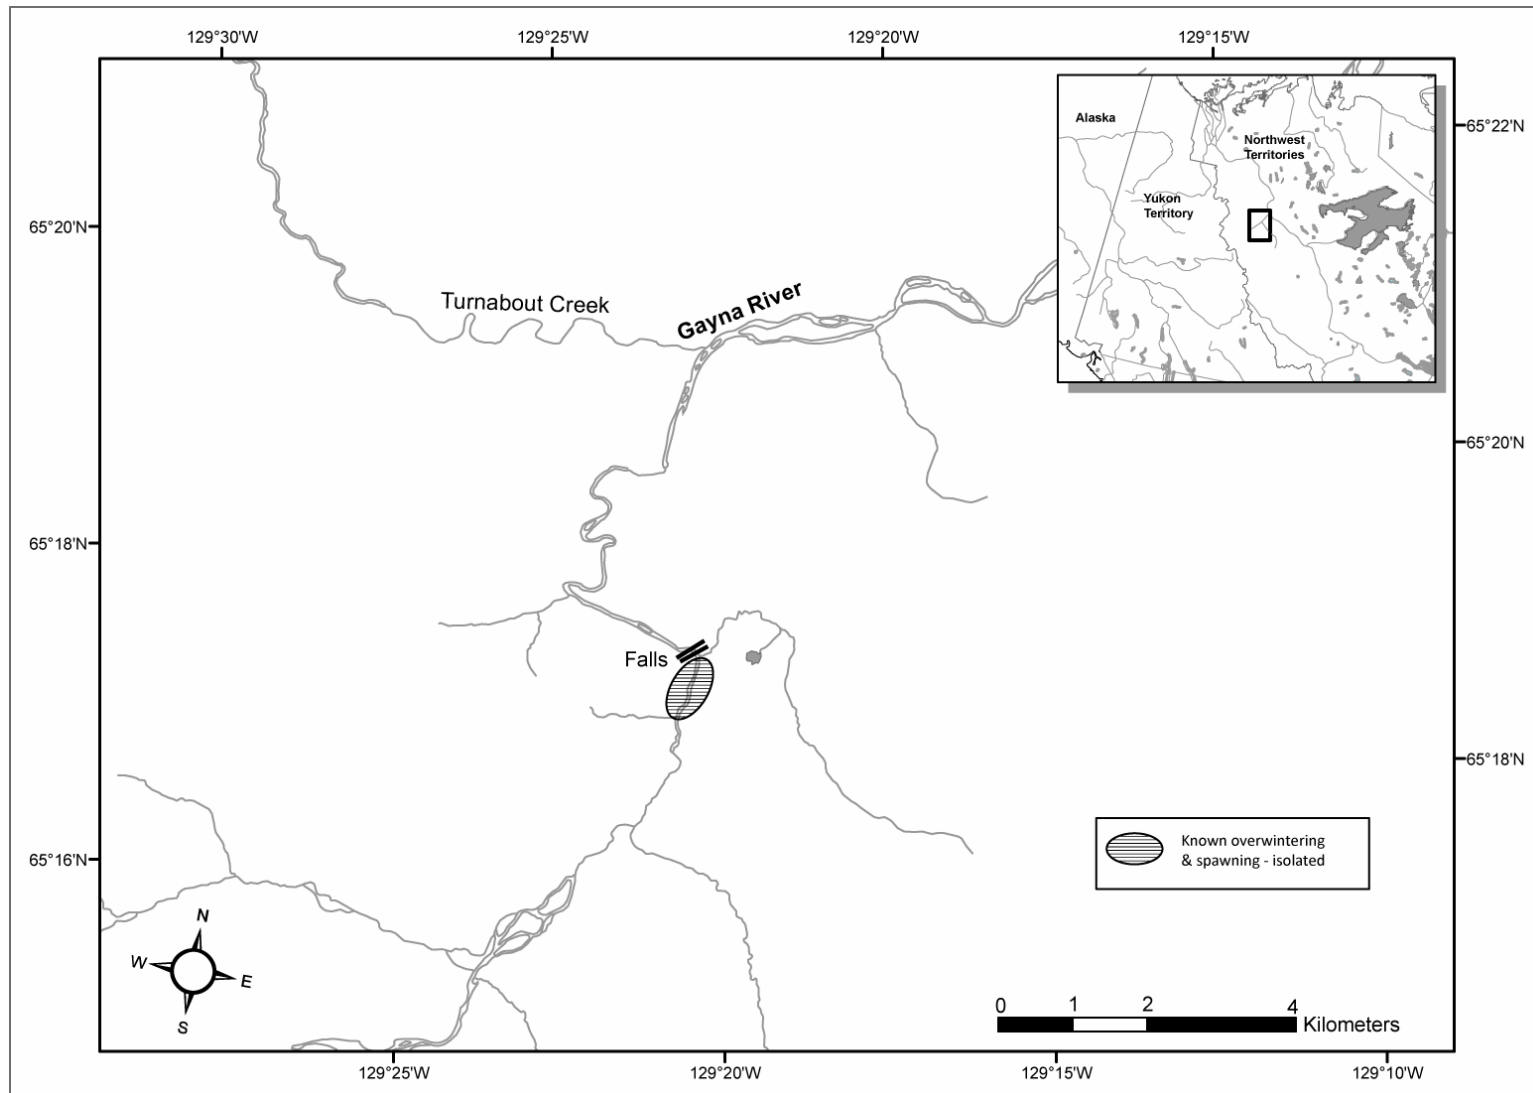 129°30'W
129°25'W
129°20'W
129°15'W
65°22'N
Alaska
Northwest
Territories
Yukon
Territory
65°20'N
Turnabout Creek
Gayna River
65°20'N
65°18'N
Falls
65°18'N
Known overwintering
& spawning - isolated
65°16'N
N
W
E
S
0
1
2
4
Kilometers
129°25'W
129°20'W
129°15'W
129°10'W